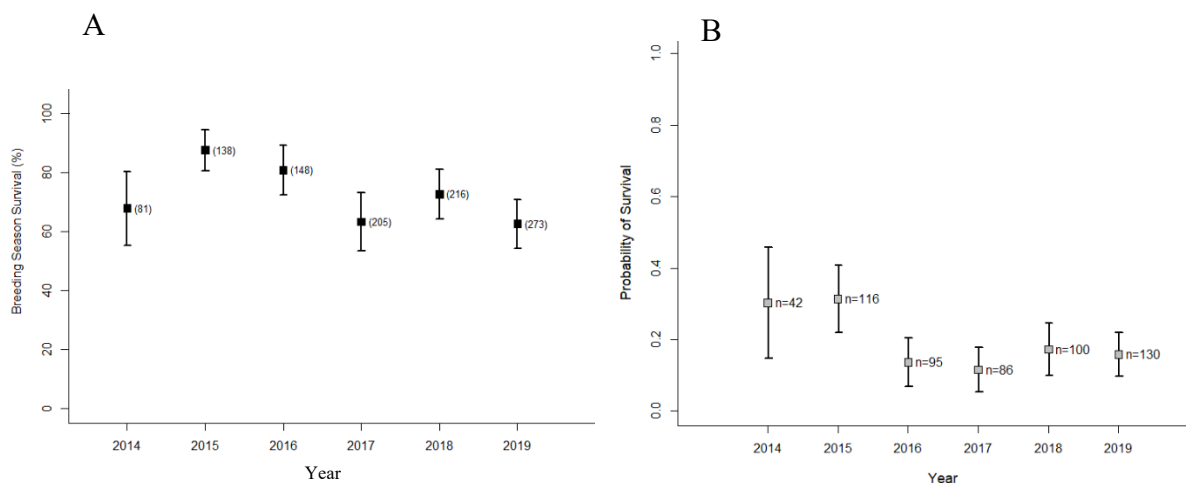 A
Breeding Season Survival (%)
100
80
60
40
20
0
(81)
(138)
(148)
(205)
(216)
(273)
2014 2015 2016 2017 2018 2019
Year
B
Probability of Survival
1.0
0.8
0.6
0.4
0.2
0.0
n=42
n=116
n=95
n=86
n=100
n=130
2014 2015 2016 2017 2018 2019
Year